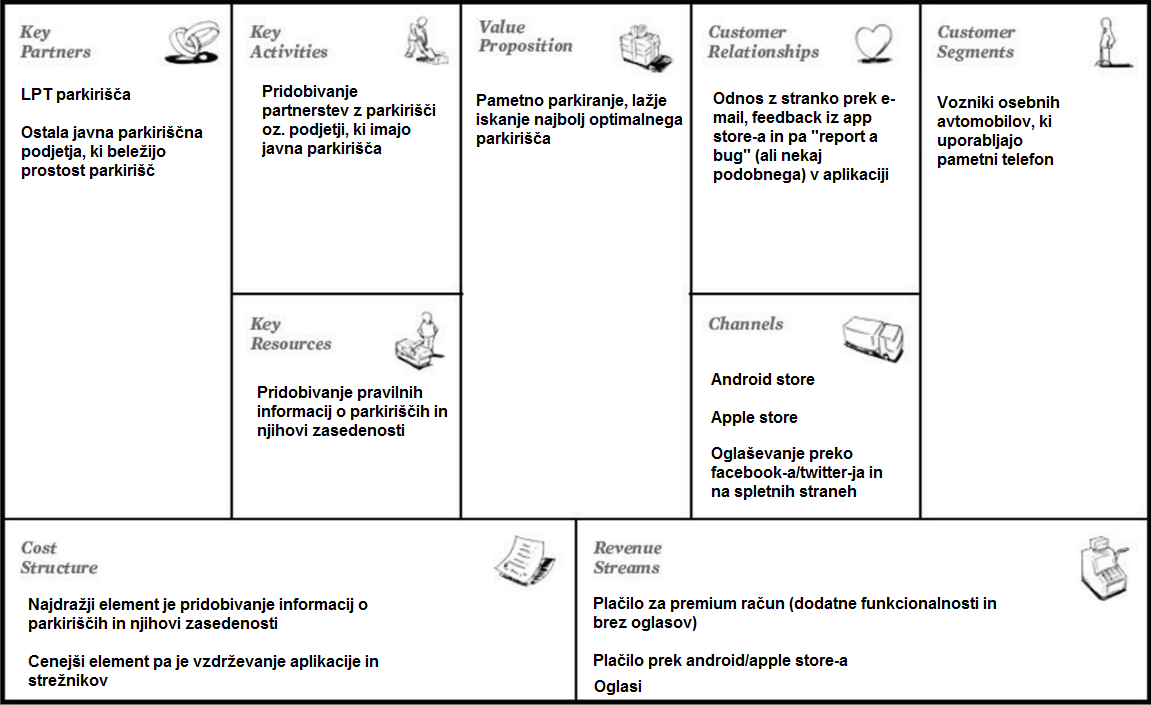 Key
Partners
LPT parkirišča
Ostala javna parkiriščna
podjetja, ki beležijo
prostost parkirišč
Key
Activities
Pridobivanje
partnerstev z parkirišči
oz. podjetji, ki imajo
javna parkirišča
Key
Resources
Pridobivanje pravilnih
informacij o parkiriščih in
njihovi zasedenosti
Value
Proposition
Pametno parkiranje, lažje
iskanje najbolj optimalnega
parkirišča
Customer
Relationships
Odnos z stranko prek e-
mail, feedback iz app
store-a in pa "report a
bug" (ali nekaj
podobnega) v aplikaciji
Channels
Android store
Apple store
Oglaševanje preko
facebook-a/twitter-ja in
na spletnih straneh
Customer
Segments
Vozniki osebnih
avtomobilov, ki
uporabljajo
pametni telefon
Cost
Structure
Najdražji element je pridobivanje informacij o
parkiriščih in njihovi zasedenosti
Cenejši element pa je vzdrževanje aplikacije in
strežnikov
Revenue
Streams
Plačilo za premium račun (dodatne funkcionalnosti in
brez oglasov)
Plačilo prek android/apple store-a
Oglasi